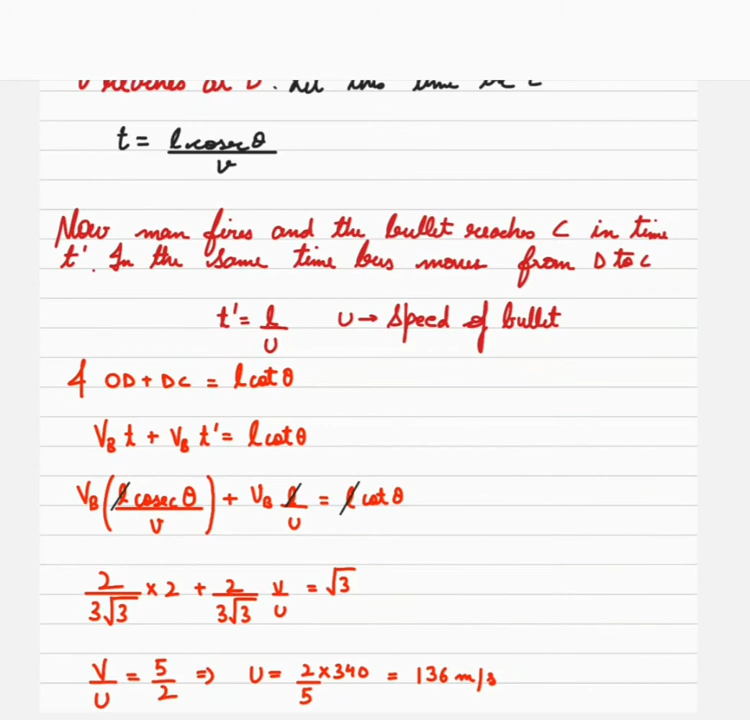 t = l cosec θ / v
Now man fires and the bullet reaches C in time
t'. In the same time bus moves from D to C
t' = l / U    U → Speed of bullet
& OD + DC = l cot θ
V_B t + V_B t' = l cot θ
V_B (l cosec θ / v) + V_B l / U = l cot θ
2 / 3√3 × 2 + 2 / 3√3 V / U = √3
V / U = 5 / 2 ⇒ U = 2 × 340 / 5 = 136 m/s